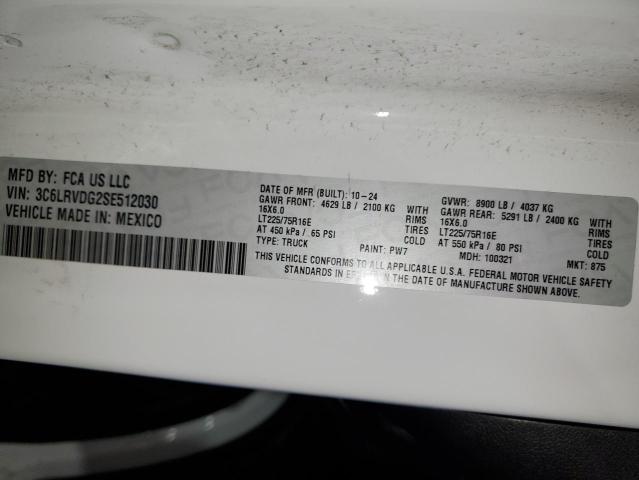 MFD BY: FCA US LLC
VIN: 3C6LRVDG2SE512030
VEHICLE MADE IN: MEXICO
DATE OF MFR (BUILT): 10-24
GAWR FRONT: 4629 LB / 2100 KG
16X6.0 RIMS
LT225/75R16E TIRES
AT 450 kPa / 65 PSI COLD
TYPE: TRUCK PAINT: PW7
GVWR: 8900 LB / 4037 KG
GAWR REAR: 5291 LB / 2400 KG
16X6.0 RIMS
LT225/75R16E TIRES
AT 550 kPa / 80 PSI COLD
MDH: 100321 MKT: 875
THIS VEHICLE CONFORMS TO ALL APPLICABLE U.S.A. FEDERAL MOTOR VEHICLE SAFETY
STANDARDS IN EFFECT ON THE DATE OF MANUFACTURE SHOWN ABOVE.